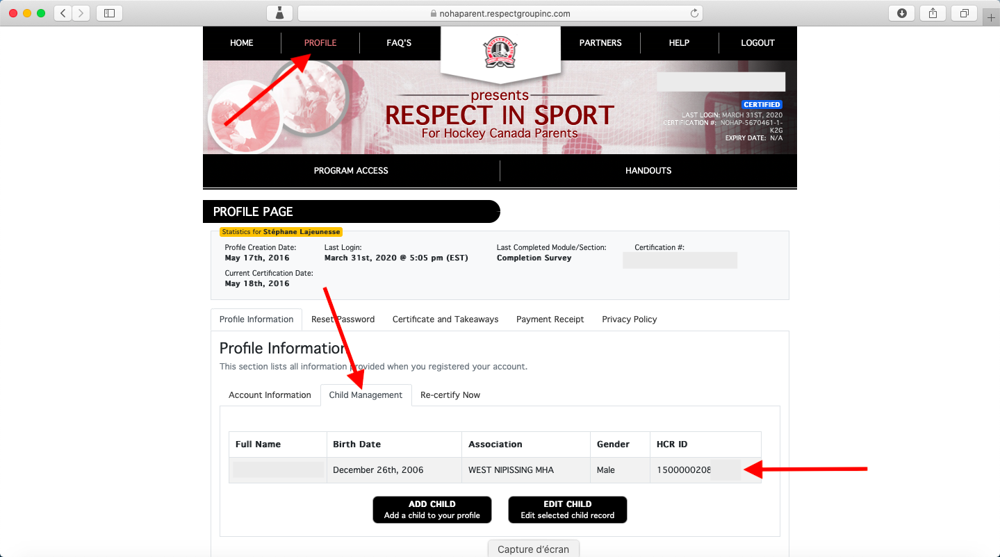 nohaparent.respectgroupinc.com
HOME PROFILE FAQ'S PARTNERS HELP LOGOUT
presents
RESPECT IN SPORT
For Hockey Canada Parents
CERTIFIED
LAST LOGIN: MARCH 31ST, 2020
CERTIFICATION #: NOHAP-5670461-1-
K2G
EXPIRY DATE: N/A
PROGRAM ACCESS HANDOUTS
PROFILE PAGE
Statistics for Stéphane Lajeunesse
Profile Creation Date: Last Login: Last Completed Module/Section: Certification #:
May 17th, 2016 March 31st, 2020 @ 5:05 pm (EST) Completion Survey
Current Certification Date:
May 18th, 2016
Profile Information Reset Password Certificate and Takeaways Payment Receipt Privacy Policy
Profile Information
This section lists all information provided when you registered your account.
Account Information Child Management Re-certify Now
Full Name Birth Date Association Gender HCR ID
December 26th, 2006 WEST NIPISSING MHA Male 1500000208
ADD CHILD EDIT CHILD
Add a child to your profile Edit selected child record
Capture d'écran